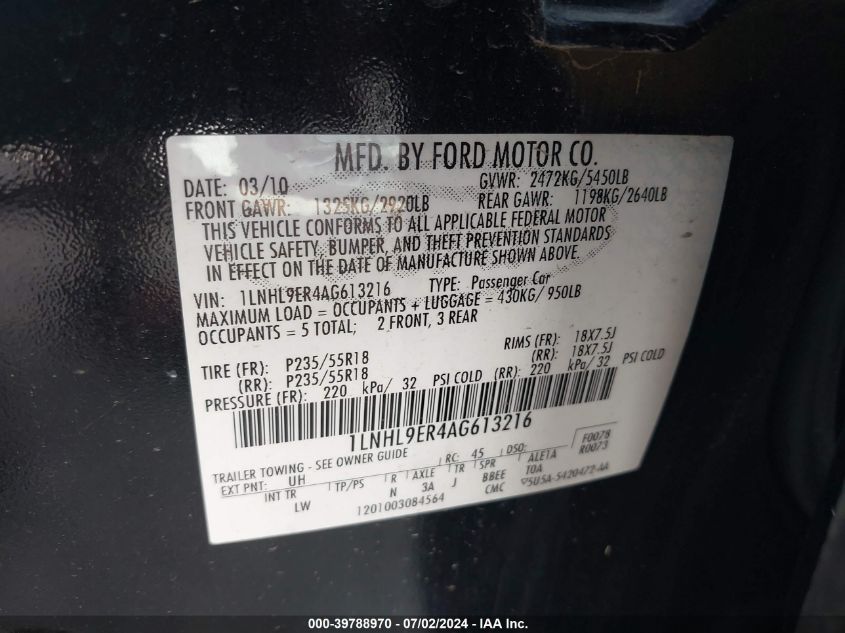 MFD. BY FORD MOTOR CO.
DATE: 03/10 GVWR: 2472KG/5450LB
FRONT GAWR: 1325KG/2920LB REAR GAWR: 1198KG/2640LB
THIS VEHICLE CONFORMS TO ALL APPLICABLE FEDERAL MOTOR
VEHICLE SAFETY, BUMPER, AND THEFT PREVENTION STANDARDS
IN EFFECT ON THE DATE OF MANUFACTURE SHOWN ABOVE.
VIN: 1LNHL9ER4AG613216 TYPE: Passenger Car
MAXIMUM LOAD = OCCUPANTS + LUGGAGE = 430KG/ 950LB
OCCUPANTS = 5 TOTAL; 2 FRONT, 3 REAR
TIRE (FR): P235/55R18 RIMS (FR): 18X7.5J
(RR): P235/55R18 (RR): 18X7.5J
PRESSURE (FR): 220 kPa/ 32 PSI COLD (RR): 220 kPa/ 32 PSI COLD
1LNHL9ER4AG613216
F0078
R0073
TRAILER TOWING - SEE OWNER GUIDE
EXT PNT: UH RC: 45 DSO:
INT TR TP/PS R AXLE TR SPR ALETA
LW N 3A J BBEE TOA
1201003084564 CMC 5U5A-5420472-AA
000-39788970 / 07/02/2024 - IAA Inc.